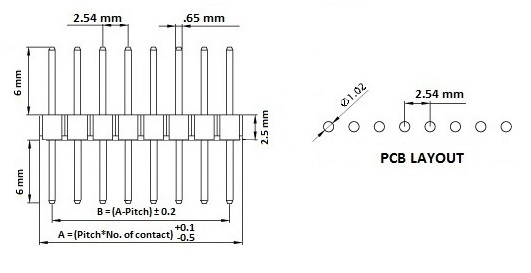 2.54 mm
.65 mm
6 mm
2.5 mm
6 mm
B = (A-Pitch) ± 0.2
A = (Pitch*No. of contact) +0.1 -0.5
⌀1.02
2.54 mm
PCB LAYOUT